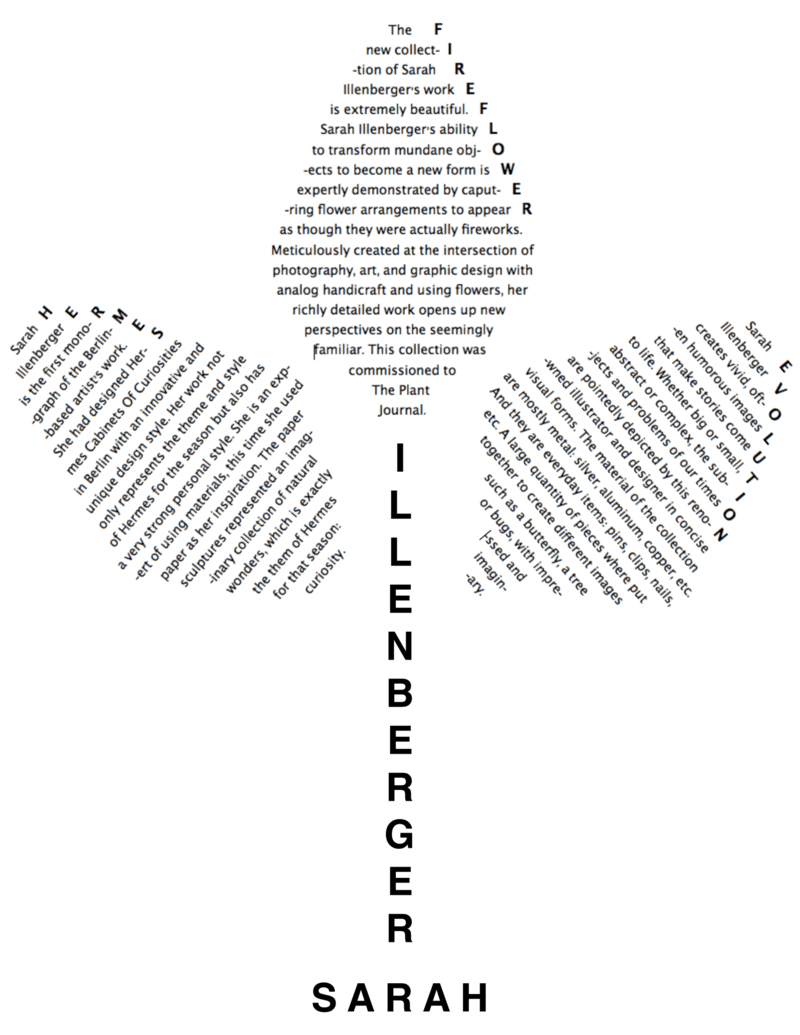 The F
new collect- I
-tion of Sarah R
Illenberger's work E
is extremely beautiful. F
Sarah Illenberger's ability L
to transform mundane obj- O
-ects to become a new form is W
expertly demonstrated by caput- E
-ring flower arrangements to appear R
as though they were actually fireworks.
Meticulously created at the intersection of
photography, art, and graphic design with
analog handicraft and using flowers, her
richly detailed work opens up new
perspectives on the seemingly
familiar. This collection was
commissioned to
The Plant
Journal.
Sarah H
Illenberger E
is the first mono- R
-graph of the Berlin- M
-based artist's work. E
She had designed Her- S
mes Cabinets Of Curiosities
in Berlin with an innovative and
unique design style. Her work not
only represents the theme and style
of Hermes for the season but also has
a very strong personal style. She is an exp-
-ert of using materials, this time she used
paper as her inspiration. The paper
sculptures represented an imag-
-inary collection of natural
wonders, which is exactly
the them of Hermes
for that season:
curiosity.
Sarah E
Illenberger V
creates vivid, oft- O
-en humorous images L
that make stories come U
to life. Whether big or small, T
abstract or complex, the sub- I
-jects and problems of our times O
are pointedly depicted by this reno- N
-wned illustrator and designer in concise
visual forms. The material of the collection
are mostly metal: silver, aluminum, copper, etc.
And they are everyday items: pins, clips, nails,
etc. A large quantity of pieces where put
together to create different images
such as a butterfly, a tree
or bugs, with impre-
-ssed and
imagin-
-ary.
I
L
L
E
N
B
E
R
G
E
R
SARAH